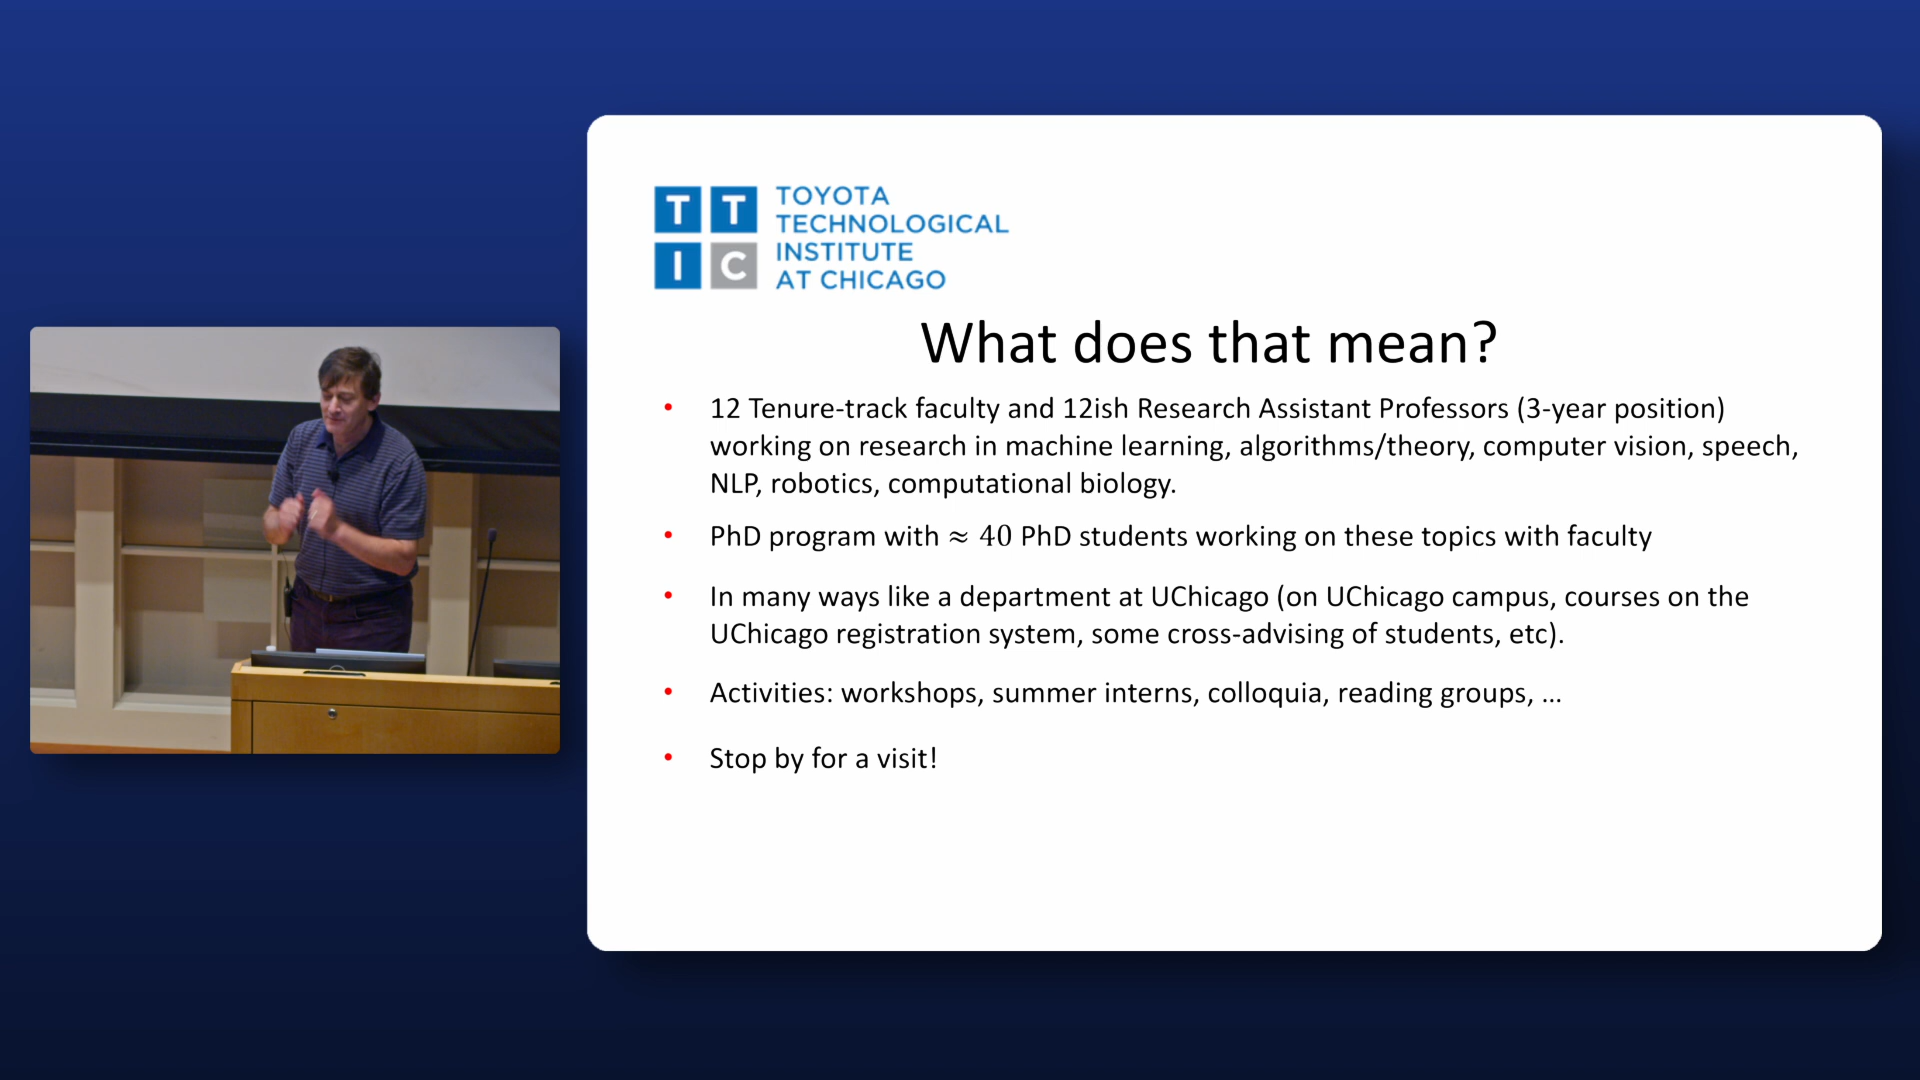 T T
I C
TOYOTA
TECHNOLOGICAL
INSTITUTE
AT CHICAGO
What does that mean?
• 12 Tenure-track faculty and 12ish Research Assistant Professors (3-year position)
working on research in machine learning, algorithms/theory, computer vision, speech,
NLP, robotics, computational biology.
• PhD program with ≈ 40 PhD students working on these topics with faculty
• In many ways like a department at UChicago (on UChicago campus, courses on the
UChicago registration system, some cross-advising of students, etc).
• Activities: workshops, summer interns, colloquia, reading groups, ...
• Stop by for a visit!